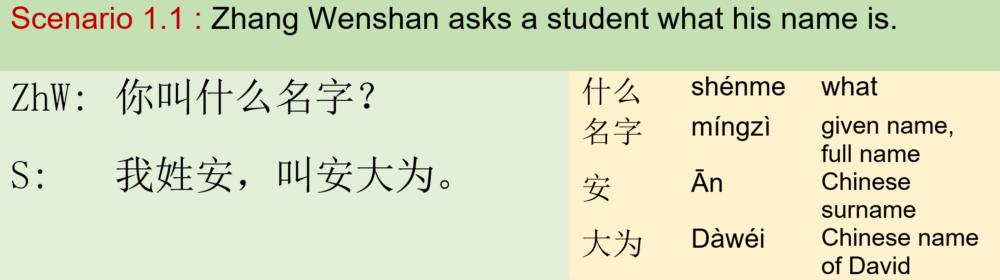 Scenario 1.1 : Zhang Wenshan asks a student what his name is.
ZhW: 你叫什么名字？
S: 我姓安，叫安大为。
什么 shénme what
名字 míngzì given name,
full name
安 Ān Chinese
surname
大为 Dàwéi Chinese name
of David